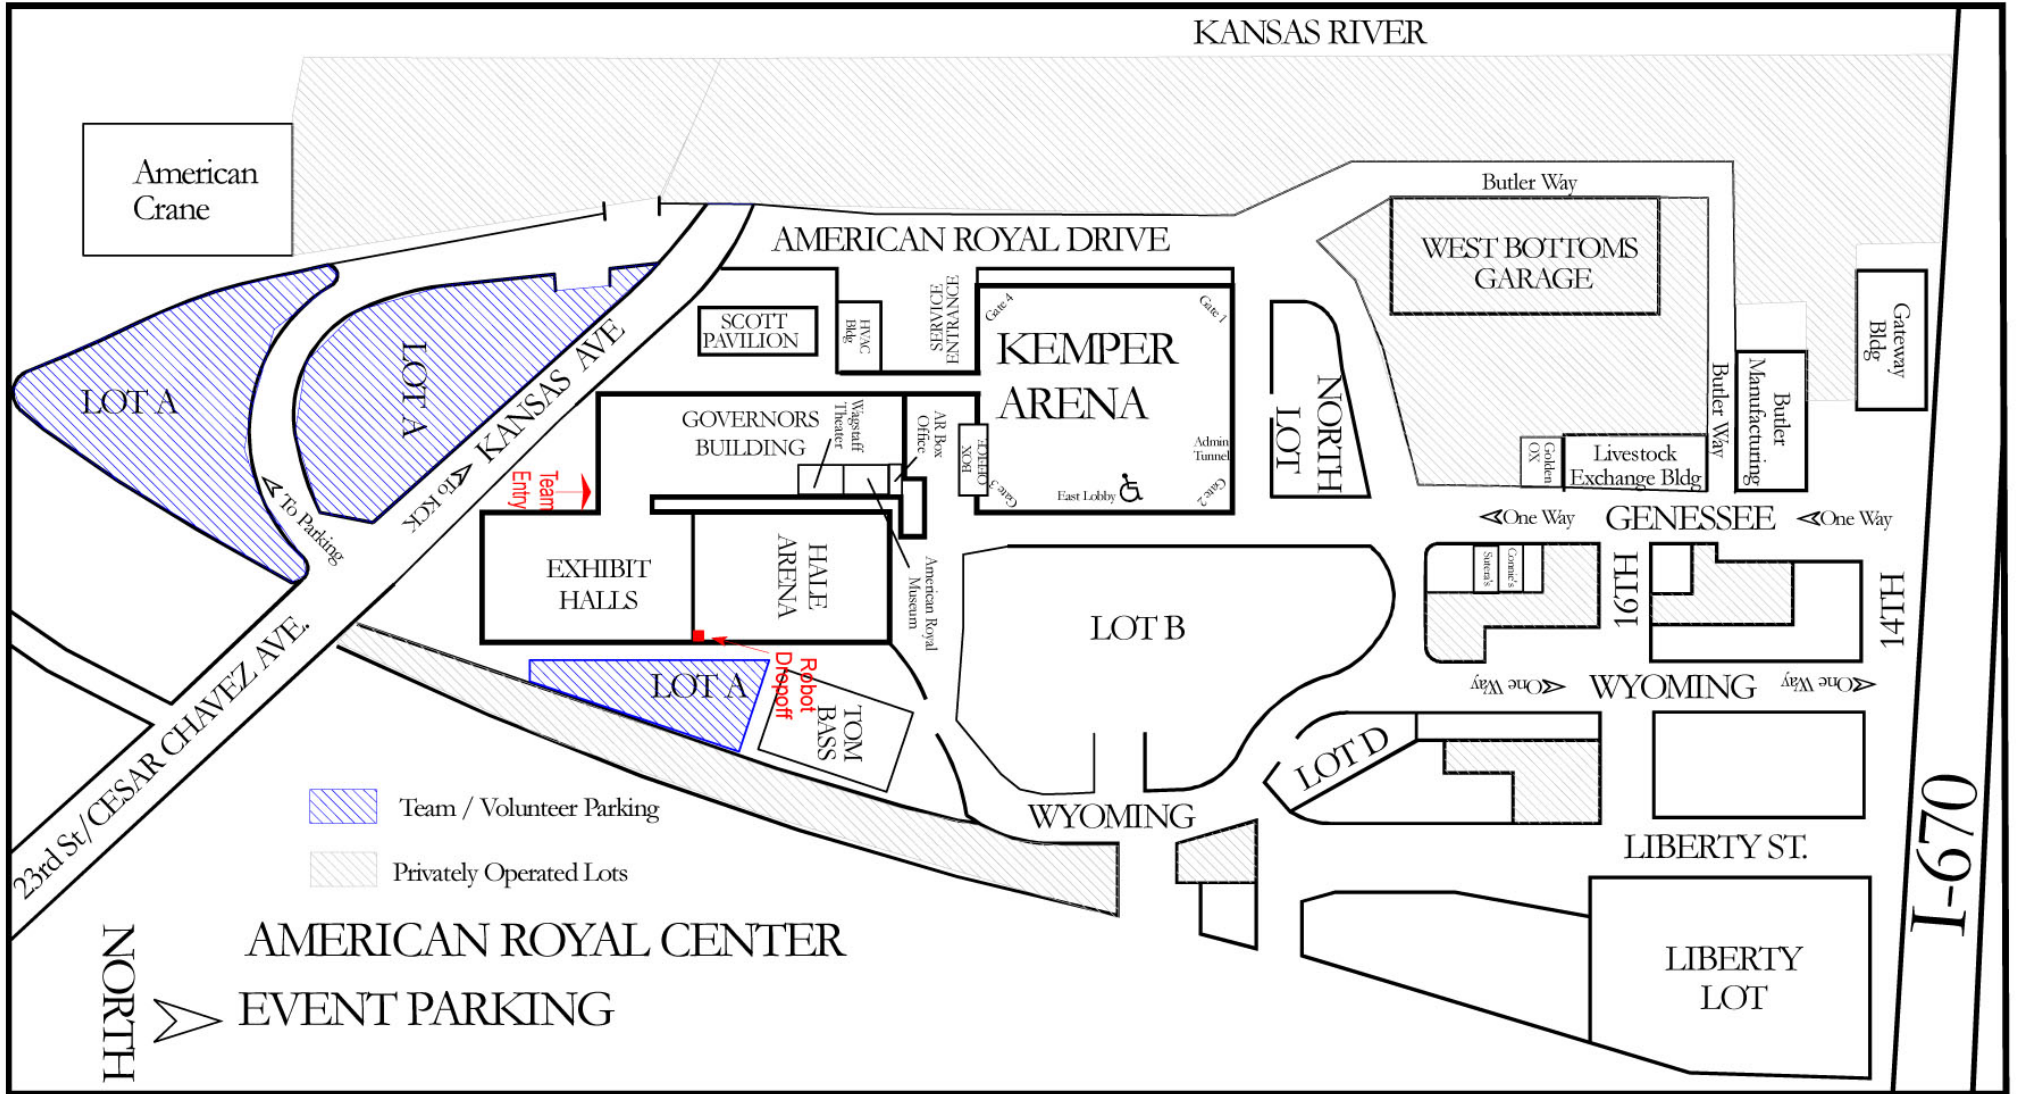 KANSAS RIVER
American
Crane
Butler Way
AMERICAN ROYAL DRIVE
WEST BOTTOMS
GARAGE
SERVICE
ENTRANCE
Gate 4
Gate 1
SCOTT
PAVILION
HVAC
Bldg
KEMPER
ARENA
Gateway
Bldg
LOT A
LOT A
KANSAS AVE
To KCK
To Parking
GOVERNORS
BUILDING
Wagstaff
Theater
AR Box
Office
BOX
OFFICE
Gate 3
East Lobby
Admin
Tunnel
Gate 2
NORTH
LOT
Butler Way
Butler
Manufacturing
Golden
OX
Livestock
Exchange Bldg
Team
Entry
One Way
GENESSEE
One Way
EXHIBIT
HALLS
HALE
ARENA
American Royal
Museum
LOT B
Sutera's
Connie's
16TH
14TH
23rd St/CESAR CHAVEZ AVE.
LOT A
Robot
Dropoff
TOM
BASS
One Way
WYOMING
One Way
LOT D
Team / Volunteer Parking
WYOMING
Privately Operated Lots
LIBERTY ST.
I-670
NORTH
AMERICAN ROYAL CENTER
EVENT PARKING
LIBERTY
LOT